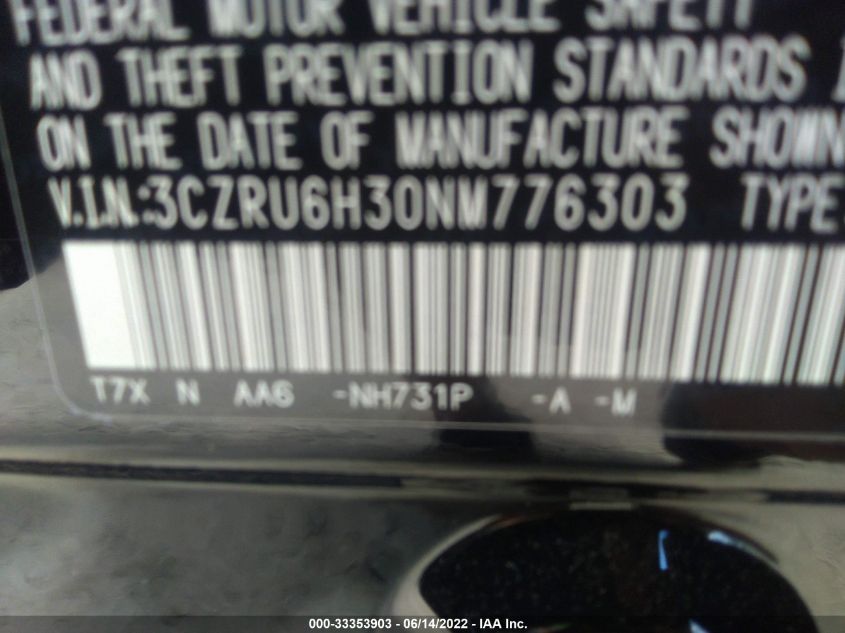 FEDERAL MOTOR VEHICLE SAFETY
AND THEFT PREVENTION STANDARDS
ON THE DATE OF MANUFACTURE SHOWN
V.I.N.:3CZRU6H30NM776303 TYPE:
T7X N AA6 -NH731P -A -M
000-33353903 - 06/14/2022 - IAA Inc.